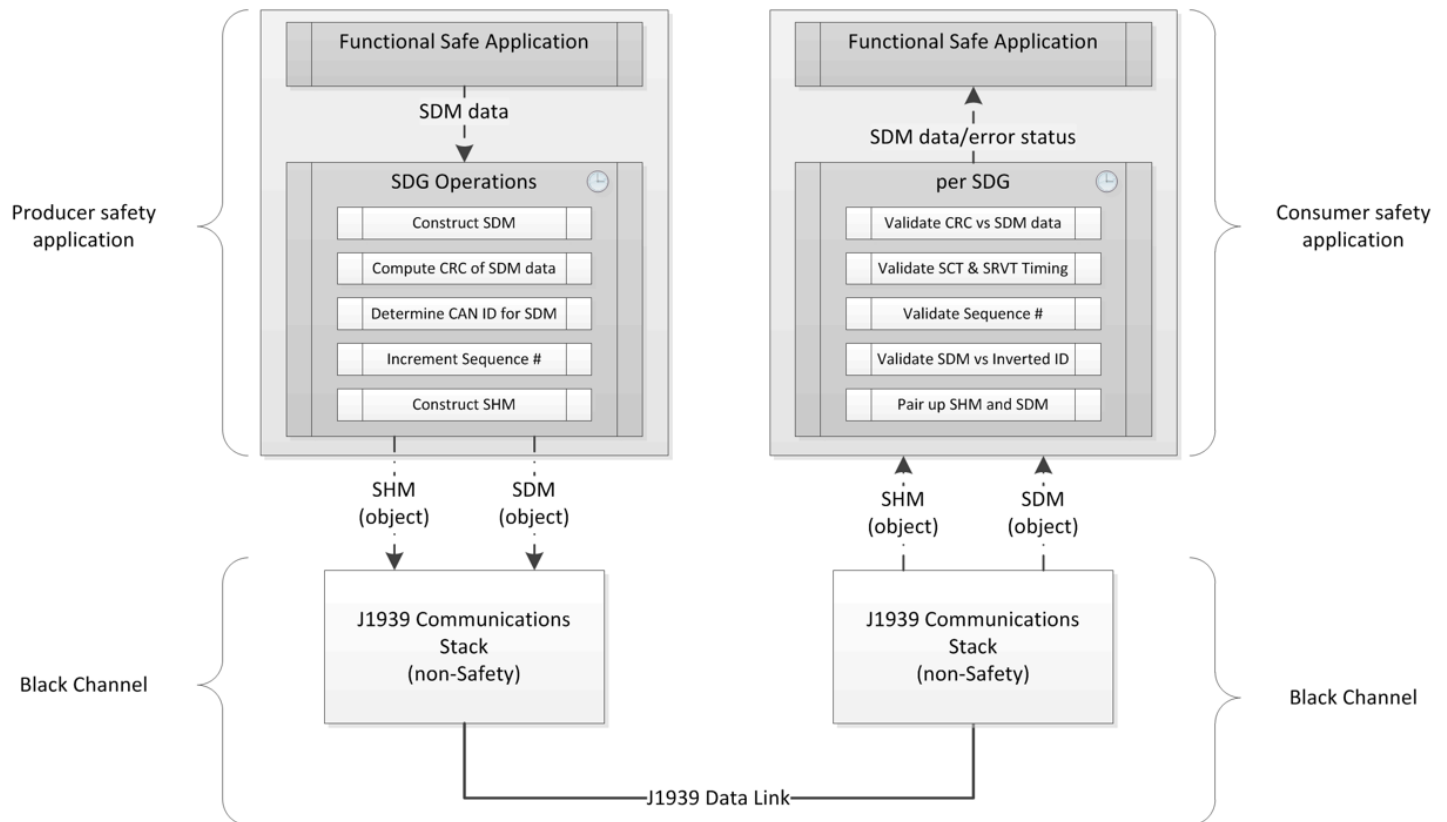 Functional Safe Application
SDM data
SDG Operations
Construct SDM
Compute CRC of SDM data
Determine CAN ID for SDM
Increment Sequence #
Construct SHM
Producer safety
application
SHM
(object)
SDM
(object)
Functional Safe Application
SDM data/error status
per SDG
Validate CRC vs SDM data
Validate SCT & SRVT Timing
Validate Sequence #
Validate SDM vs Inverted ID
Pair up SHM and SDM
Consumer safety
application
SHM
(object)
SDM
(object)
Black Channel
J1939 Communications
Stack
(non-Safety)
J1939 Communications
Stack
(non-Safety)
Black Channel
J1939 Data Link